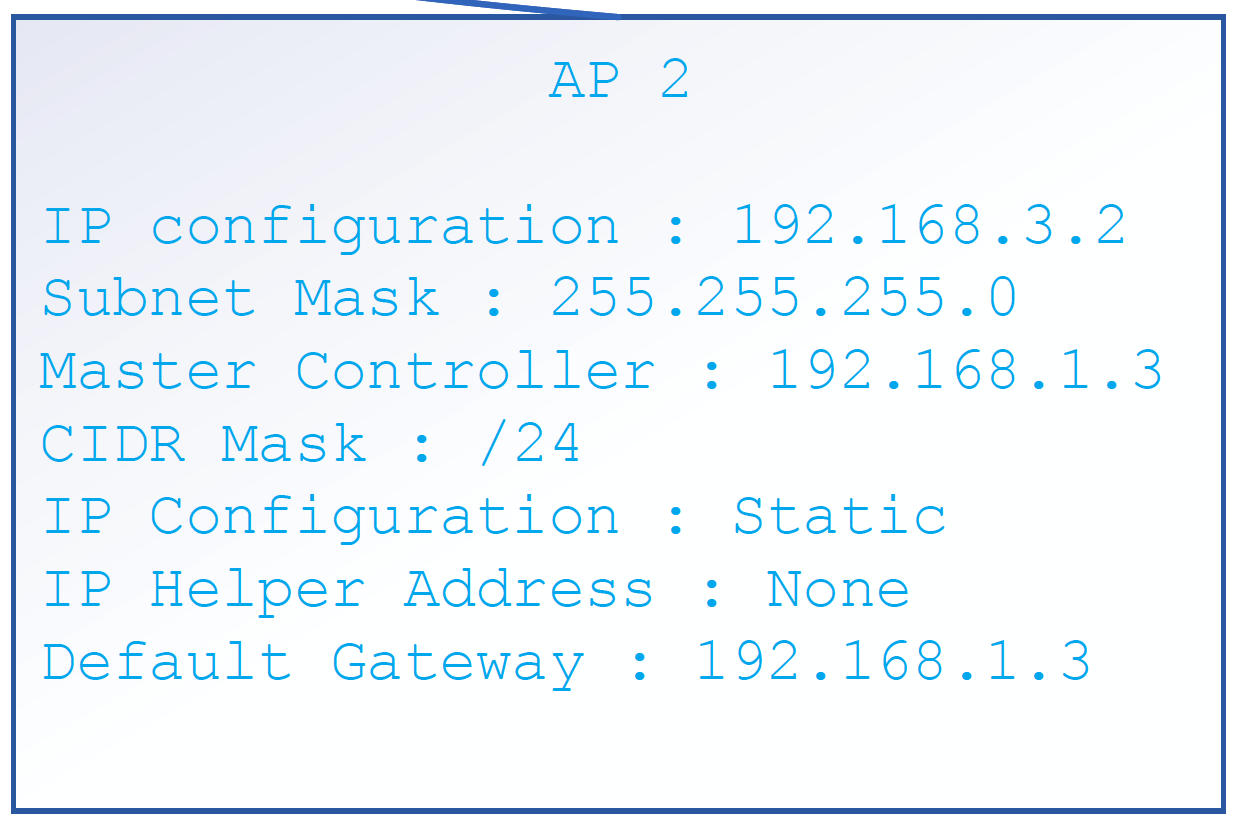 AP 2
IP configuration : 192.168.3.2
Subnet Mask : 255.255.255.0
Master Controller : 192.168.1.3
CIDR Mask : /24
IP Configuration : Static
IP Helper Address : None
Default Gateway : 192.168.1.3